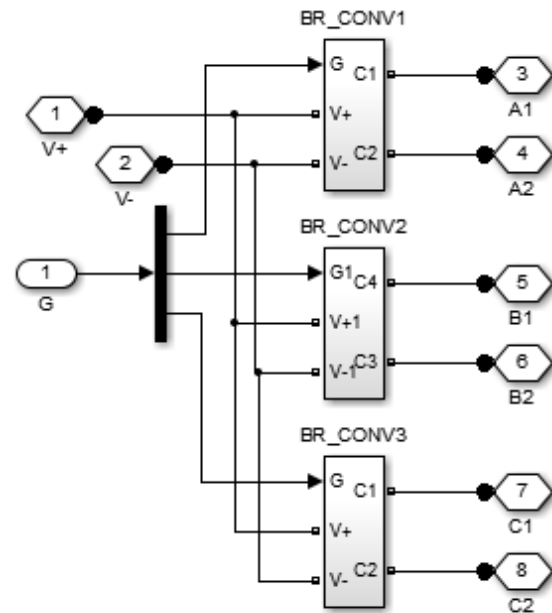 BR_CONV1
G C1
V+
V- C2
1
V+
2
V-
3
A1
4
A2
1
G
BR_CONV2
G1 C4
V+1
V-1 C3
5
B1
6
B2
BR_CONV3
G C1
V+
V- C2
7
C1
8
C2